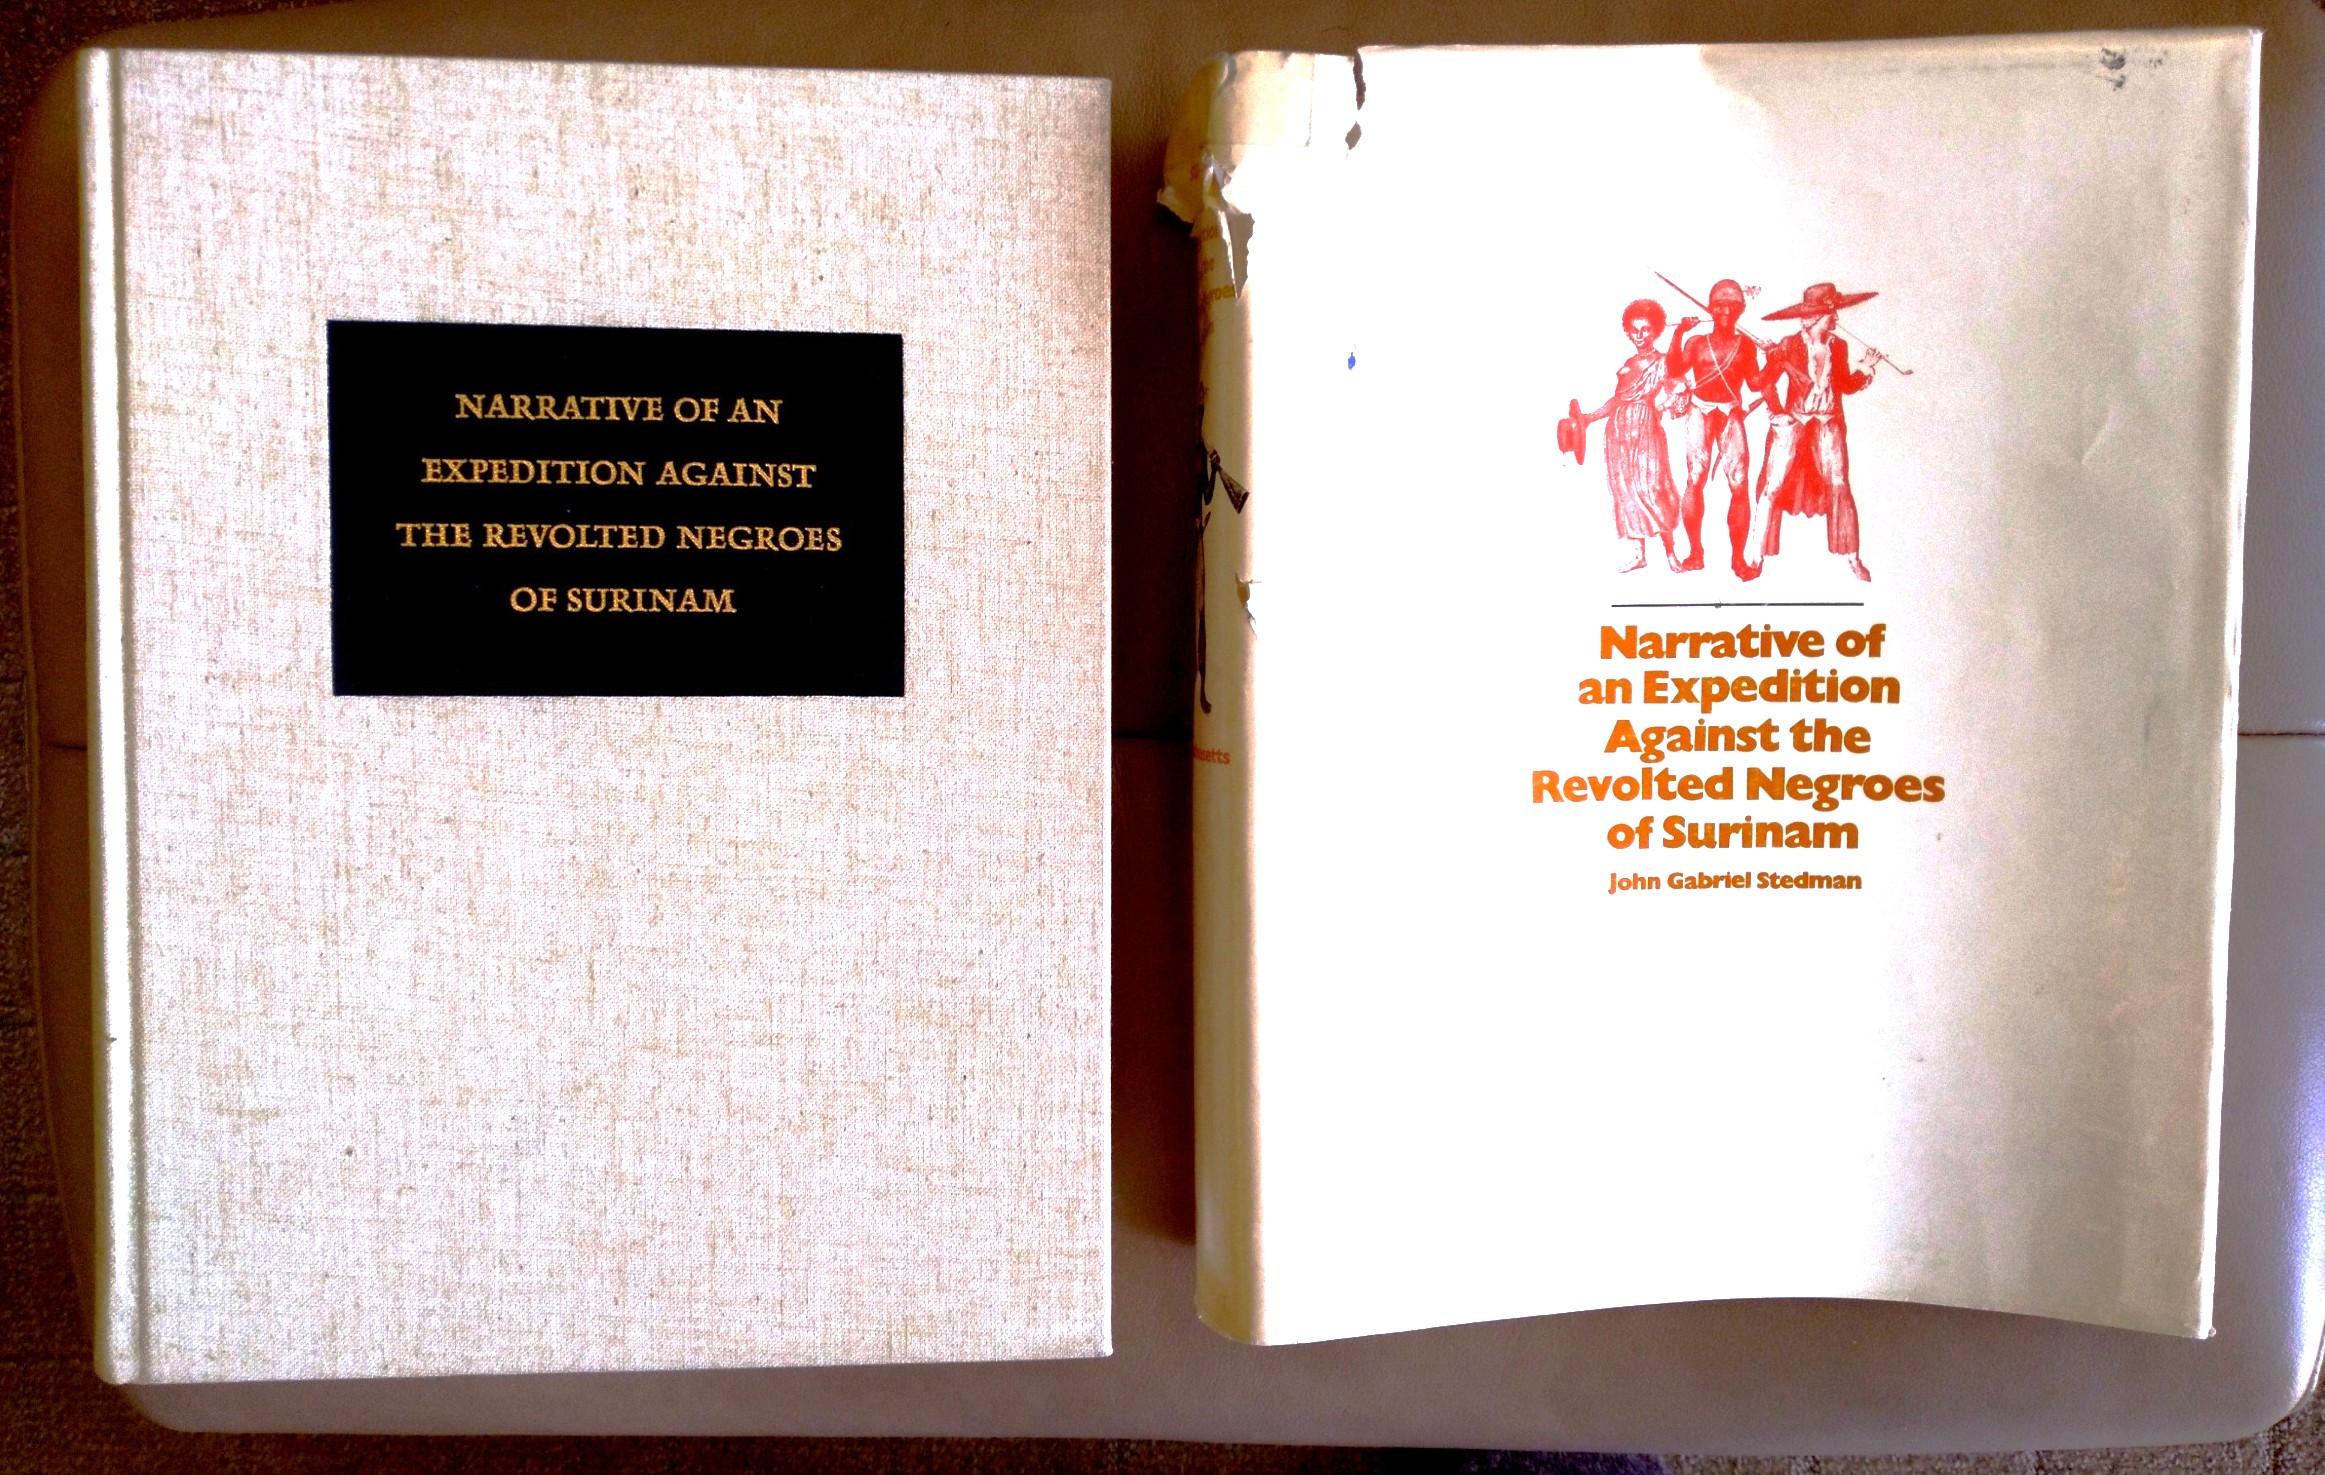 NARRATIVE OF AN
EXPEDITION AGAINST
THE REVOLTED NEGROES
OF SURINAM
Narrative of
an Expedition
Against the
Revolted Negroes
of Surinam
John Gabriel Stedman